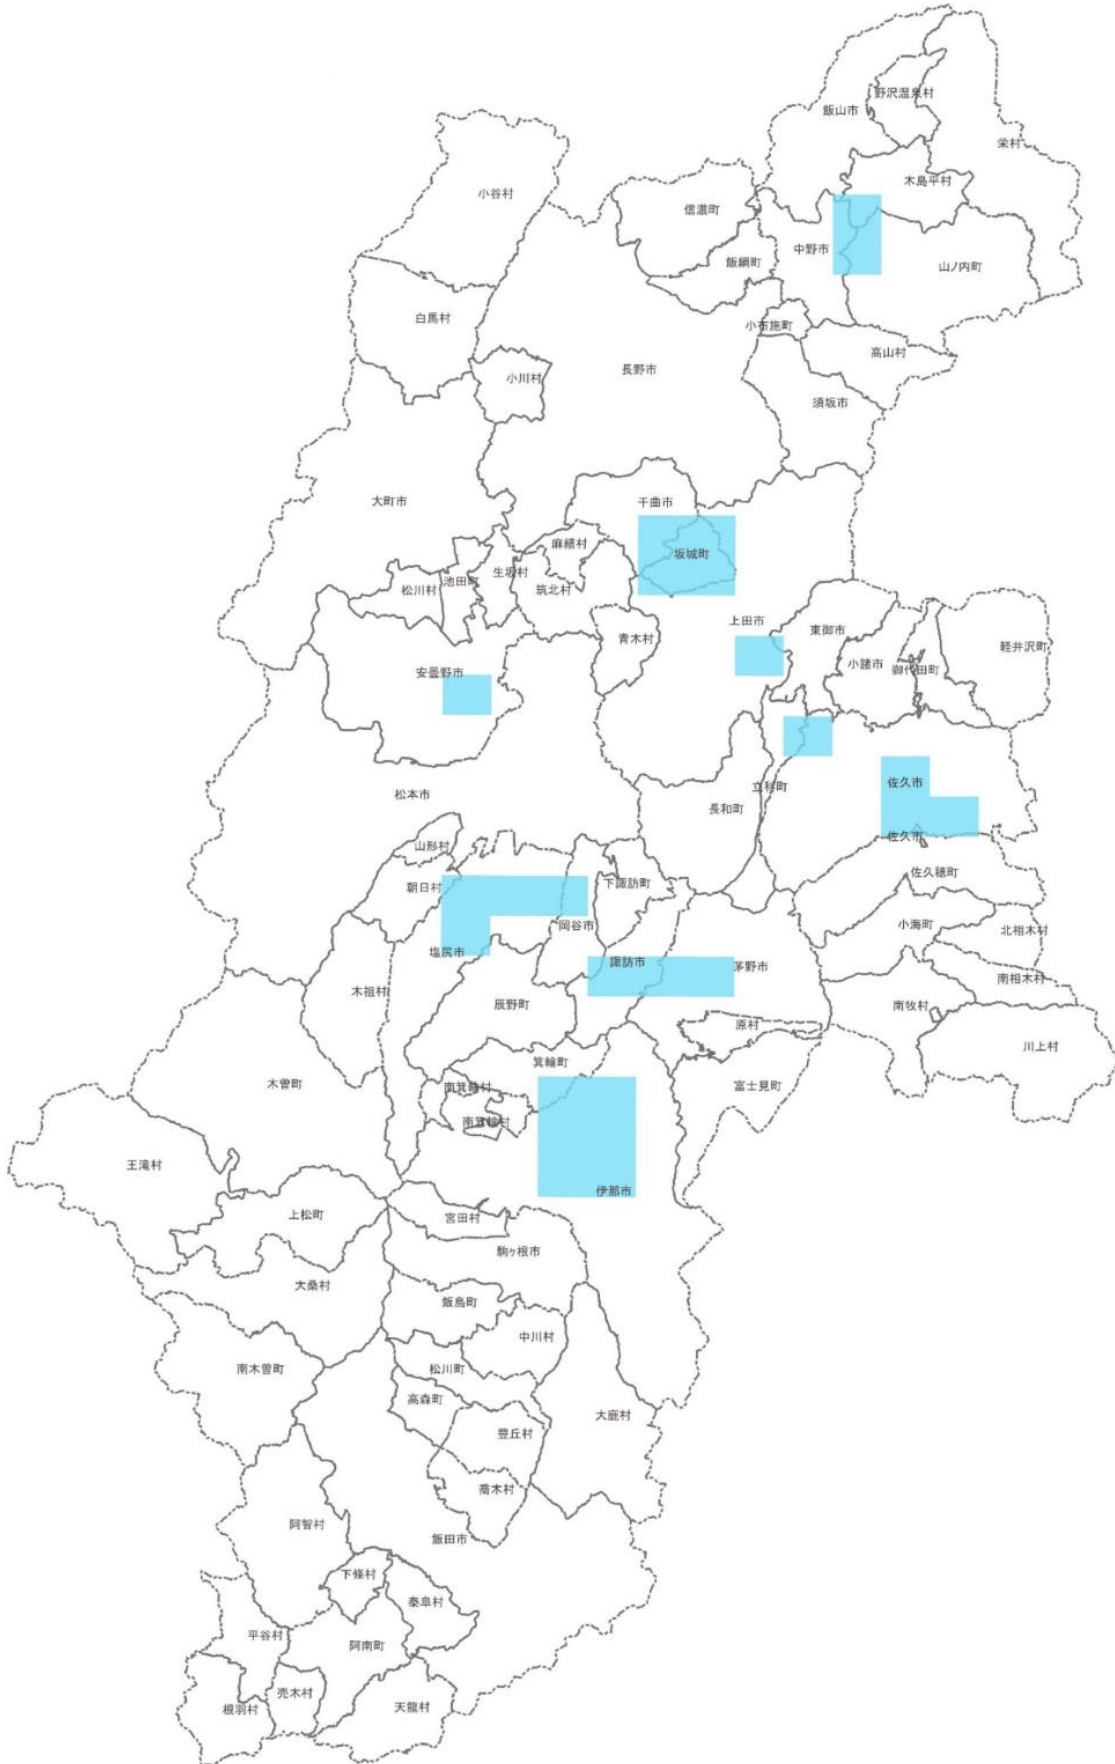 野沢温泉村
飯山市
栄村
木島平村
小谷村
信濃町
中野市
飯綱町
山ノ内町
白馬村
小布施町
高山村
長野市
小川村
須坂市
大町市
千曲市
麻績村
坂城町
生坂村
池田町
松川村
筑北村
上田市
東御市
青木村
軽井沢町
小諸市
御代田町
安曇野市
佐久市
立科町
松本市
長和町
佐久市
山形村
佐久穂町
下諏訪町
朝日村
岡谷市
小海町
北相木村
塩尻市
諏訪市
茅野市
南相木村
木祖村
辰野町
南牧村
原村
川上村
箕輪町
木曽町
南箕輪村
富士見町
南箕輪村
王滝村
伊那市
上松町
宮田村
駒ヶ根市
大桑村
飯島町
中川村
南木曽町
松川町
高森町
大鹿村
豊丘村
喬木村
阿智村
飯田市
下條村
泰阜村
平谷村
阿南町
売木村
天龍村
根羽村